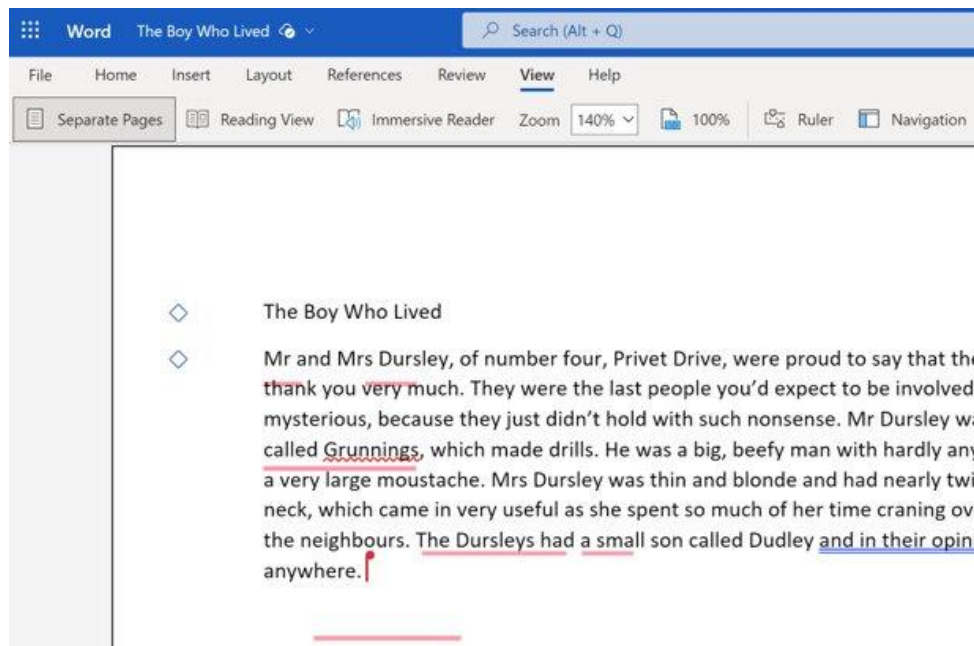 Word The Boy Who Lived Search (Alt + Q)
File Home Insert Layout References Review View Help
Separate Pages Reading View Immersive Reader Zoom 140% 100% Ruler Navigation
The Boy Who Lived
Mr and Mrs Dursley, of number four, Privet Drive, were proud to say that the
thank you very much. They were the last people you’d expect to be involved
mysterious, because they just didn’t hold with such nonsense. Mr Dursley wa
called Grunnings, which made drills. He was a big, beefy man with hardly any
a very large moustache. Mrs Dursley was thin and blonde and had nearly twi
neck, which came in very useful as she spent so much of her time craning ov
the neighbours. The Dursleys had a small son called Dudley and in their opin
anywhere.